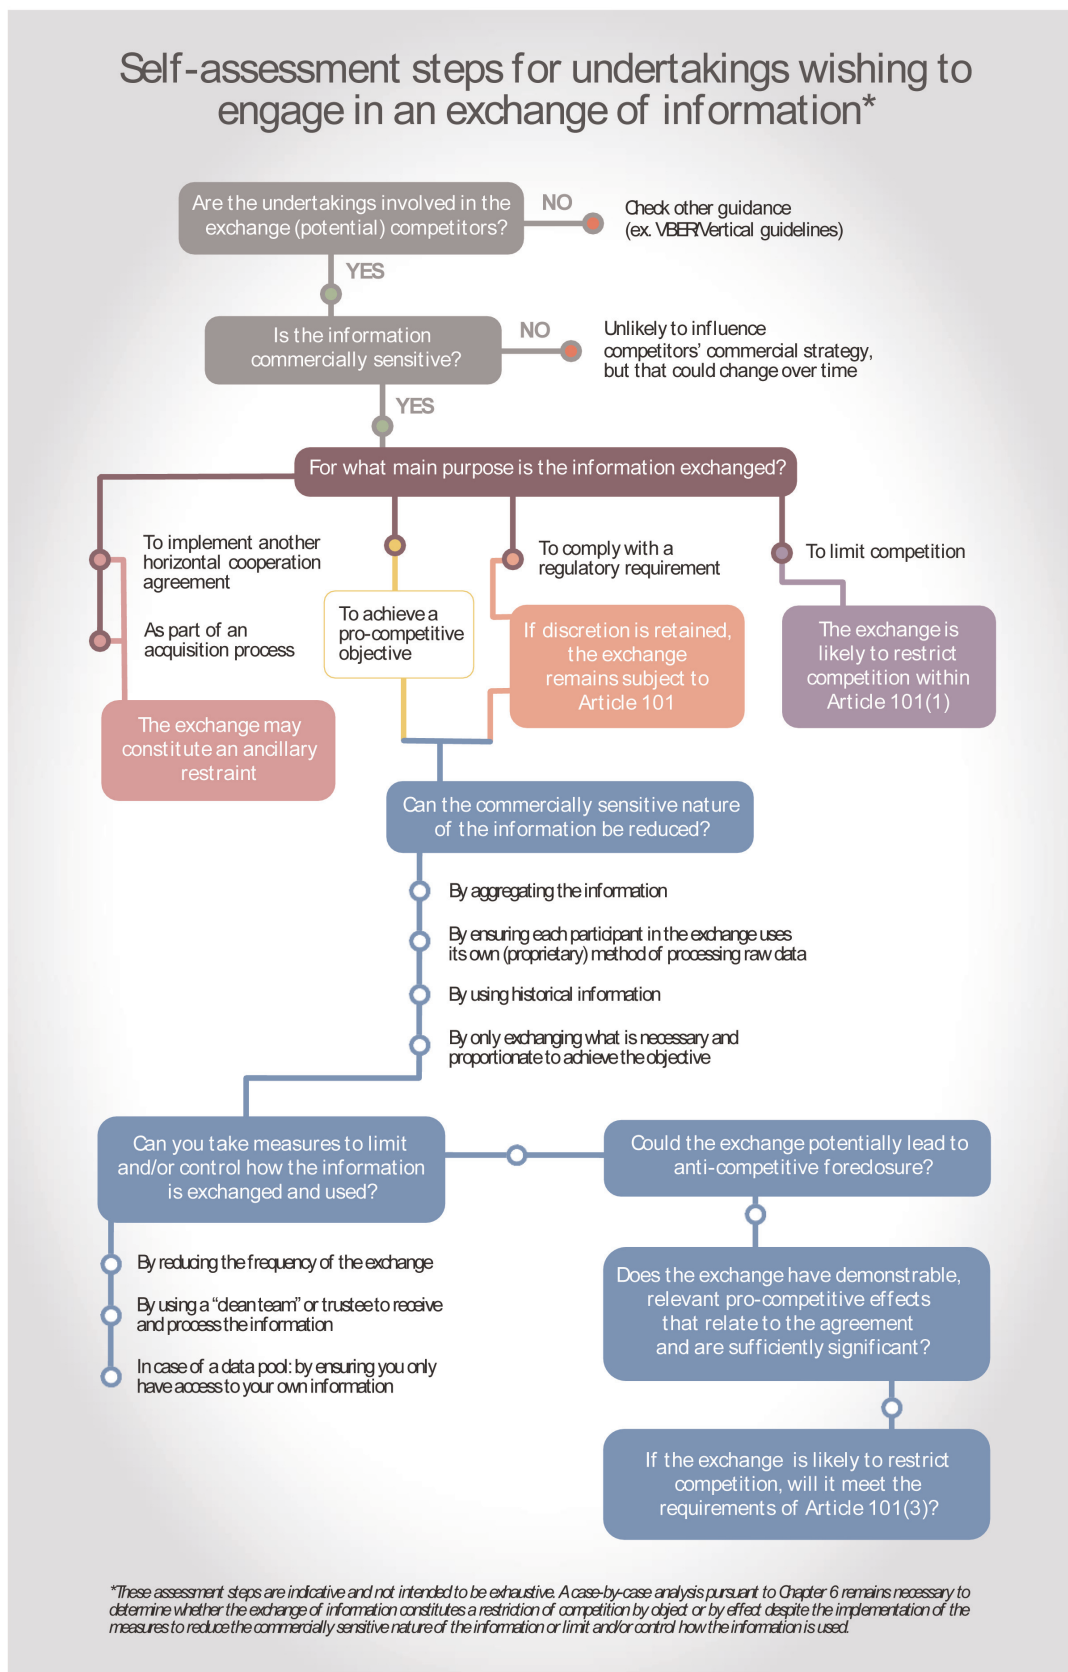 Self-assessment steps for undertakings wishing to
engage in an exchange of information*
Are the undertakings involved in the
exchange (potential) competitors?
NO
Check other guidance
(ex. VBER/Vertical guidelines)
YES
Is the information
commercially sensitive?
NO
Unlikely to influence
competitors' commercial strategy,
but that could change over time
YES
For what main purpose is the information exchanged?
To implement another
horizontal cooperation
agreement
As part of an
acquisition process
The exchange may
constitute an ancillary
restraint
To achieve a
pro-competitive
objective
To comply with a
regulatory requirement
If discretion is retained,
the exchange
remains subject to
Article 101
To limit competition
The exchange is
likely to restrict
competition within
Article 101(1)
Can the commercially sensitive nature
of the information be reduced?
By aggregating the information
By ensuring each participant in the exchange uses
its own (proprietary) method of processing raw data
By using historical information
By only exchanging what is necessary and
proportionate to achieve the objective
Can you take measures to limit
and/or control how the information
is exchanged and used?
By reducing the frequency of the exchange
By using a “clean team” or trustee to receive
and process the information
In case of a data pool: by ensuring you only
have access to your own information
Could the exchange potentially lead to
anti-competitive foreclosure?
Does the exchange have demonstrable,
relevant pro-competitive effects
that relate to the agreement
and are sufficiently significant?
If the exchange is likely to restrict
competition, will it meet the
requirements of Article 101(3)?
*These assessment steps are indicative and not intended to be exhaustive. A case-by-case analysis pursuant to Chapter 6 remains necessary to
determine whether the exchange of information constitutes a restriction of competition by object or by effect despite the implementation of the
measures to reduce the commercially sensitive nature of the information or limit and/or control how the information is used.